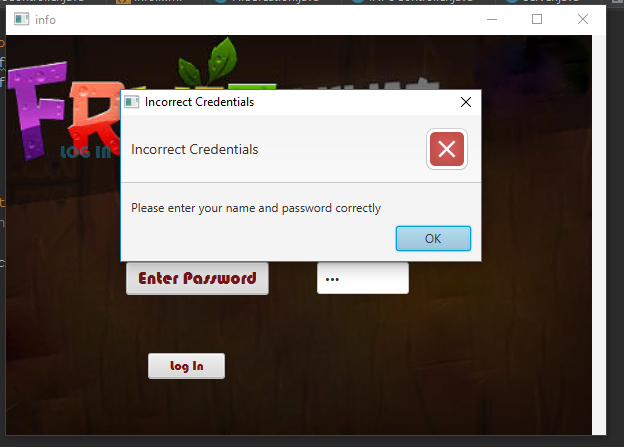 info
Incorrect Credentials
Incorrect Credentials
LOG IN
Please enter your name and password correctly
OK
Enter Password
Log In